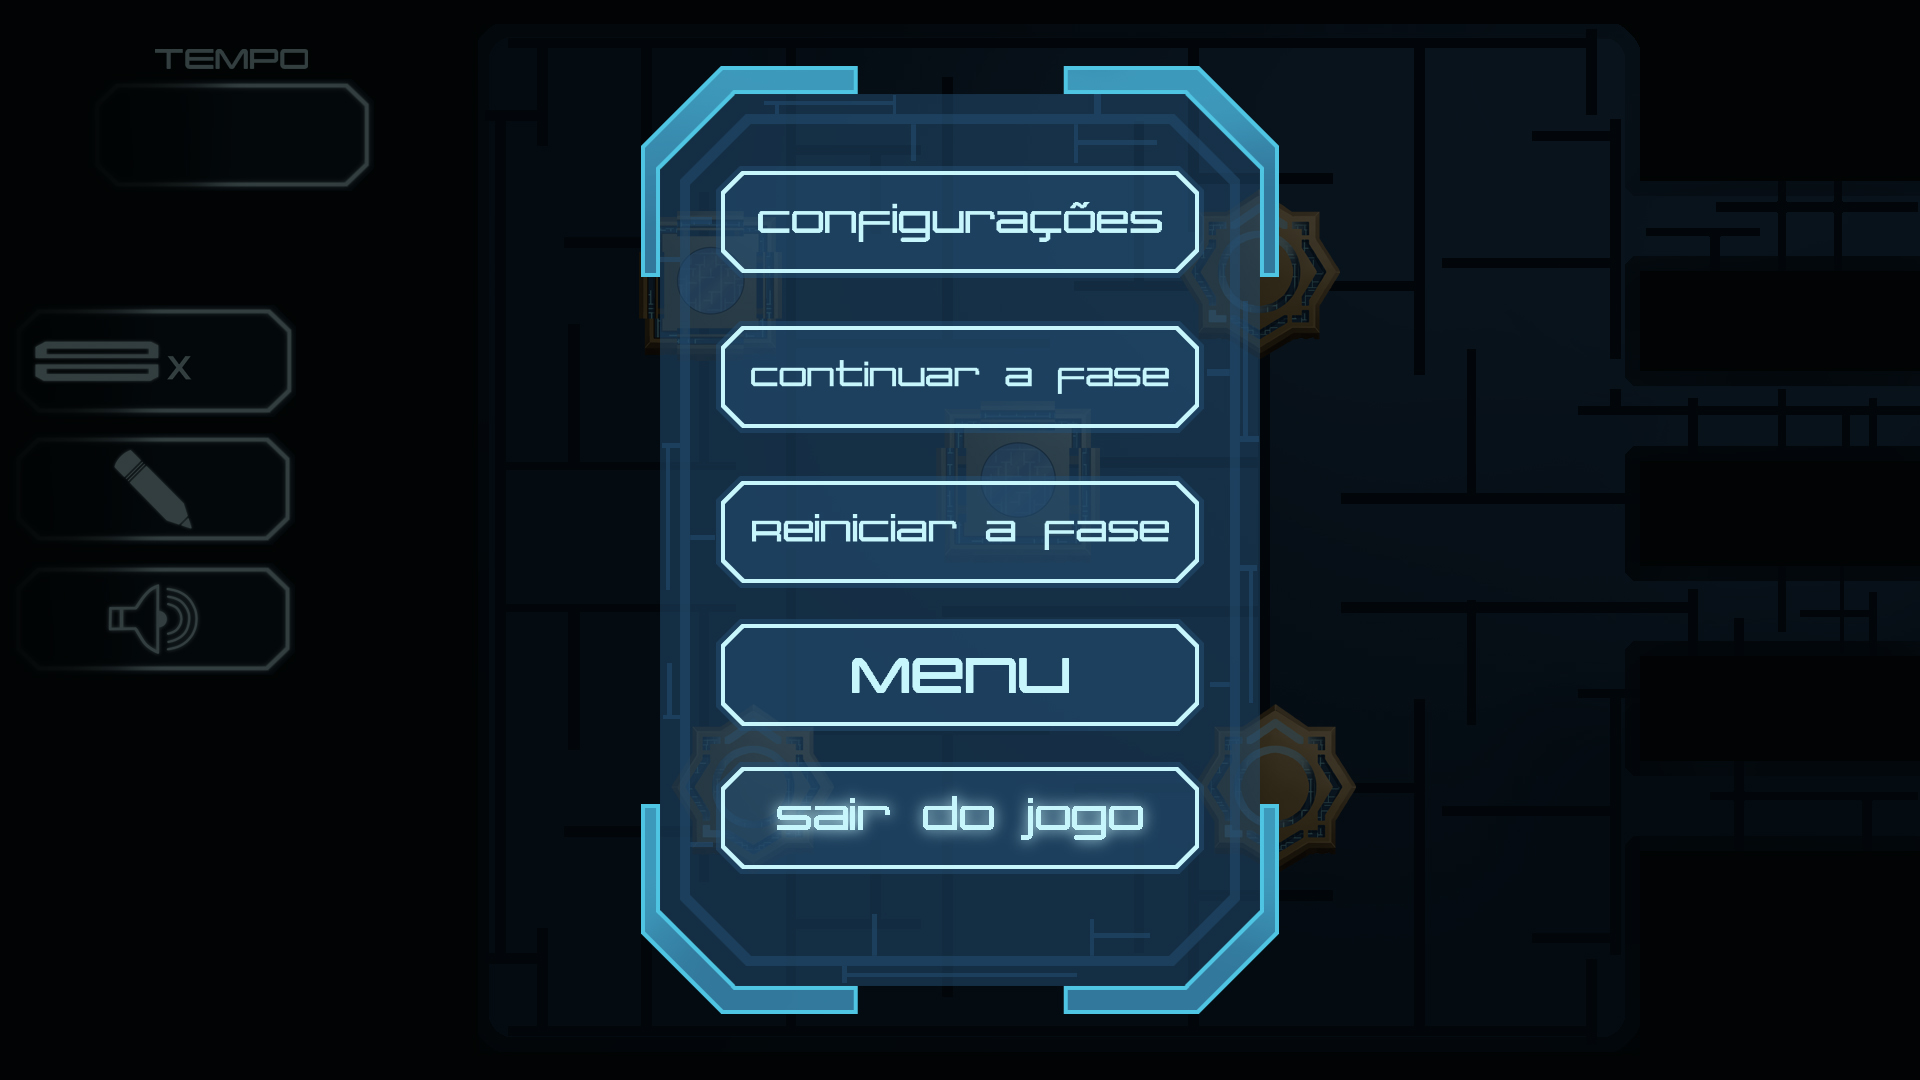 TEMPO
x
configurações
continuar a fase
Reiniciar a fase
Menu
sair do jogo